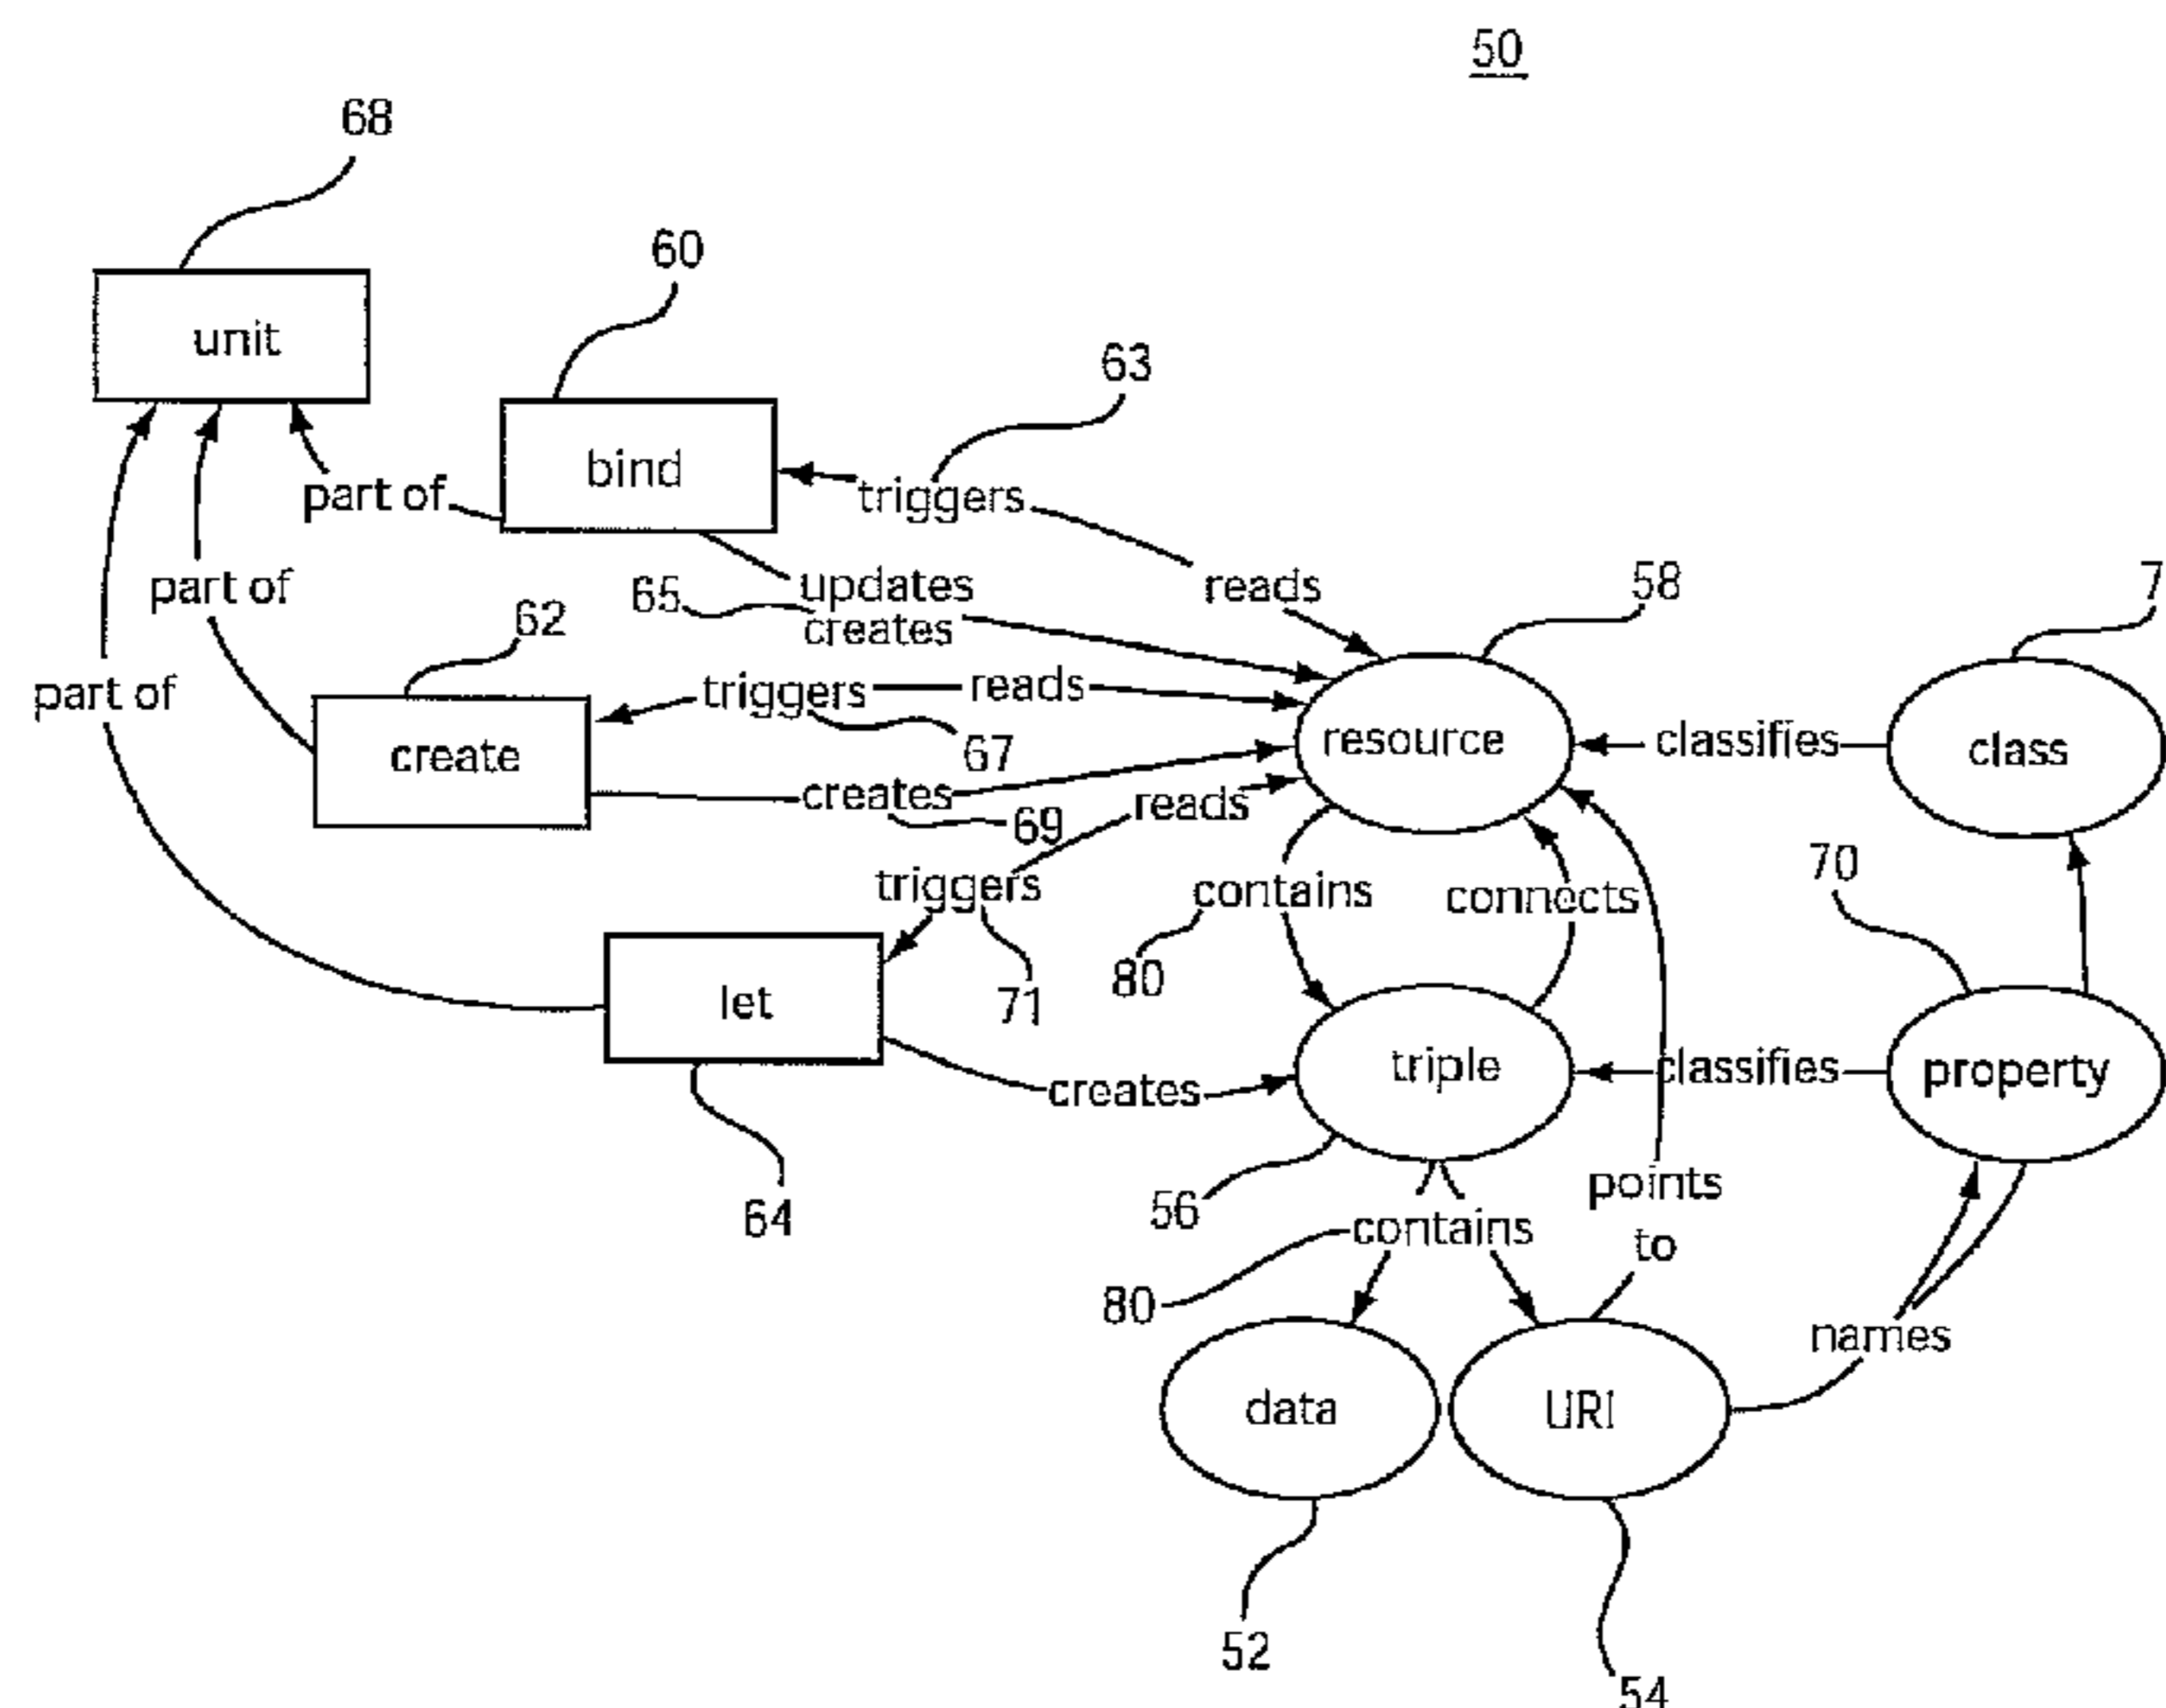 50
68
60
63
unit
bind
triggers
part of
updates
creates
65
reads
58
7
part of
62
part of
triggers
reads
67
resource
classifies
class
create
creates
69
reads
triggers
71
contains
80
connects
70
let
64
creates
triple
56
classifies
property
points
to
contains
80
names
data
URI
52
54